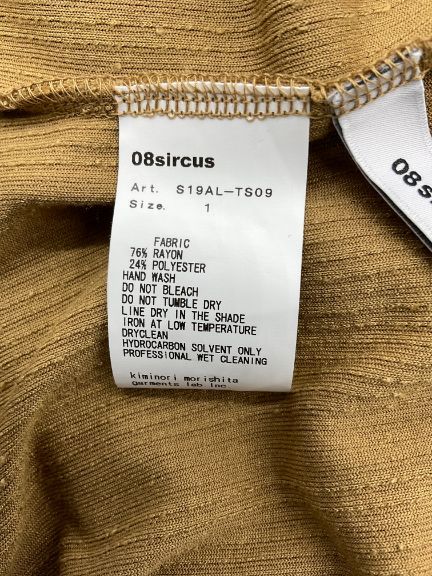 08sircus
Art. S19AL-TS09
Size. 1
FABRIC
76% RAYON
24% POLYESTER
HAND WASH
DO NOT BLEACH
DO NOT TUMBLE DRY
LINE DRY IN THE SHADE
IRON AT LOW TEMPERATURE
DRYCLEAN
HYDROCARBON SOLVENT ONLY
PROFESSIONAL WET CLEANING
kiminori morishita
garments lab inc.
08s